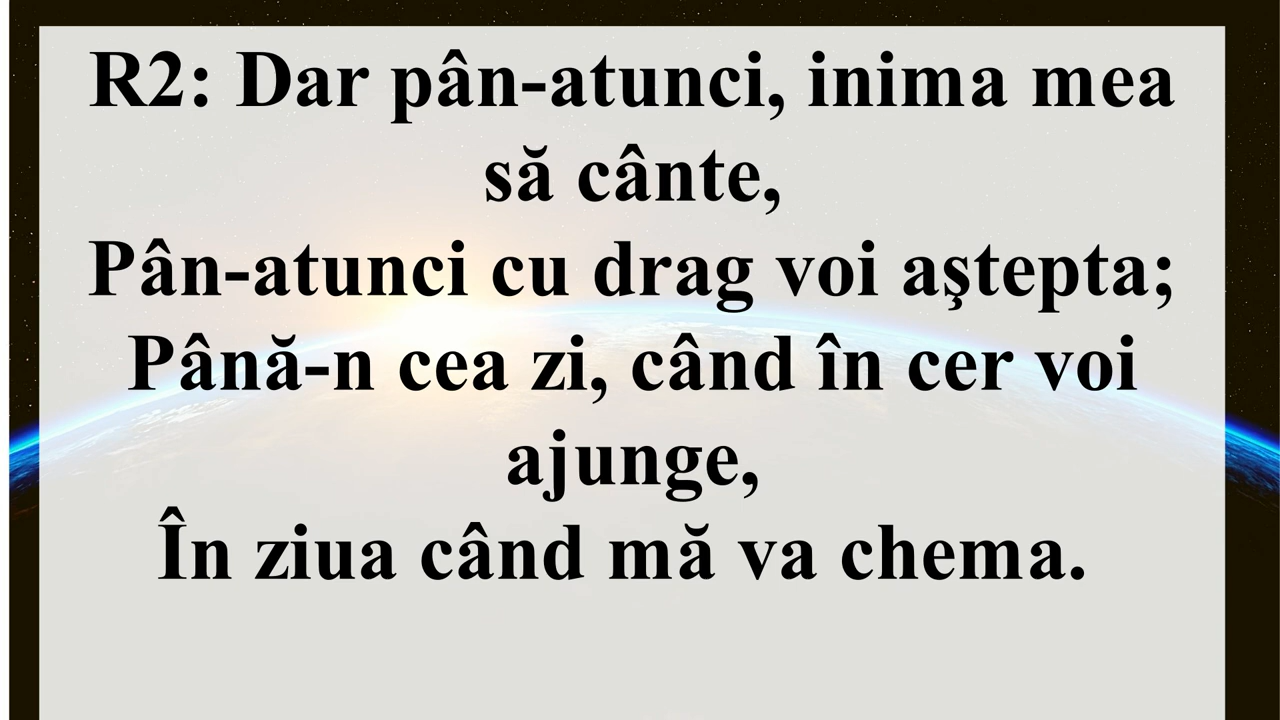 R2: Dar pân-atunci, inima mea
să cânte,
Pân-atunci cu drag voi aştepta;
Până-n cea zi, când în cer voi
ajunge,
În ziua când mă va chema.